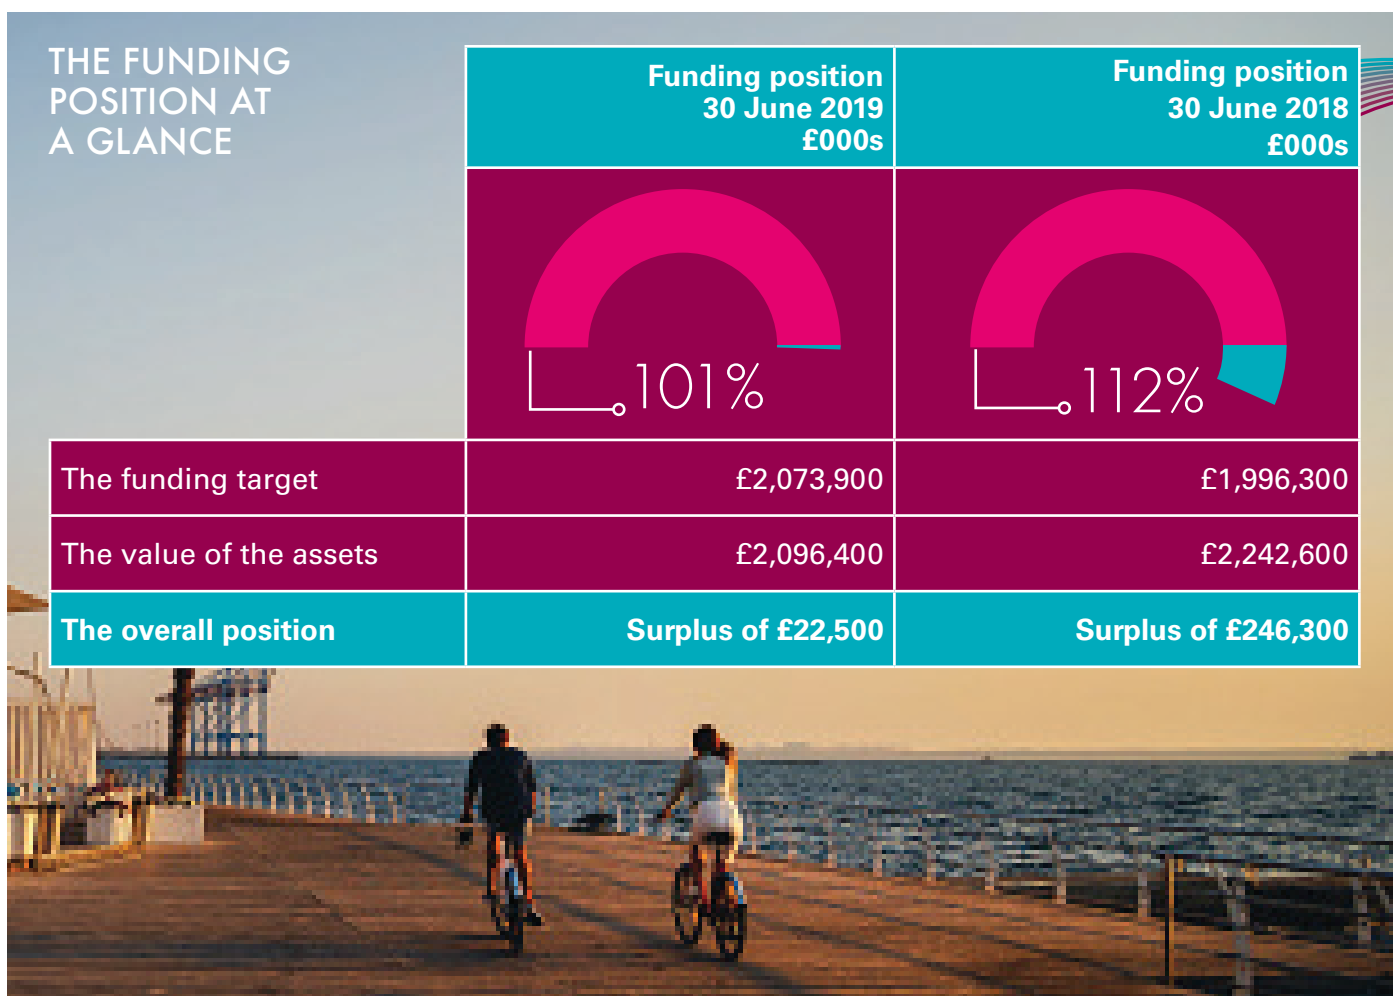 THE FUNDING
POSITION AT
A GLANCE
Funding position
30 June 2019
£000s
Funding position
30 June 2018
£000s
101%
112%
The funding target £2,073,900 £1,996,300
The value of the assets £2,096,400 £2,242,600
The overall position Surplus of £22,500 Surplus of £246,300